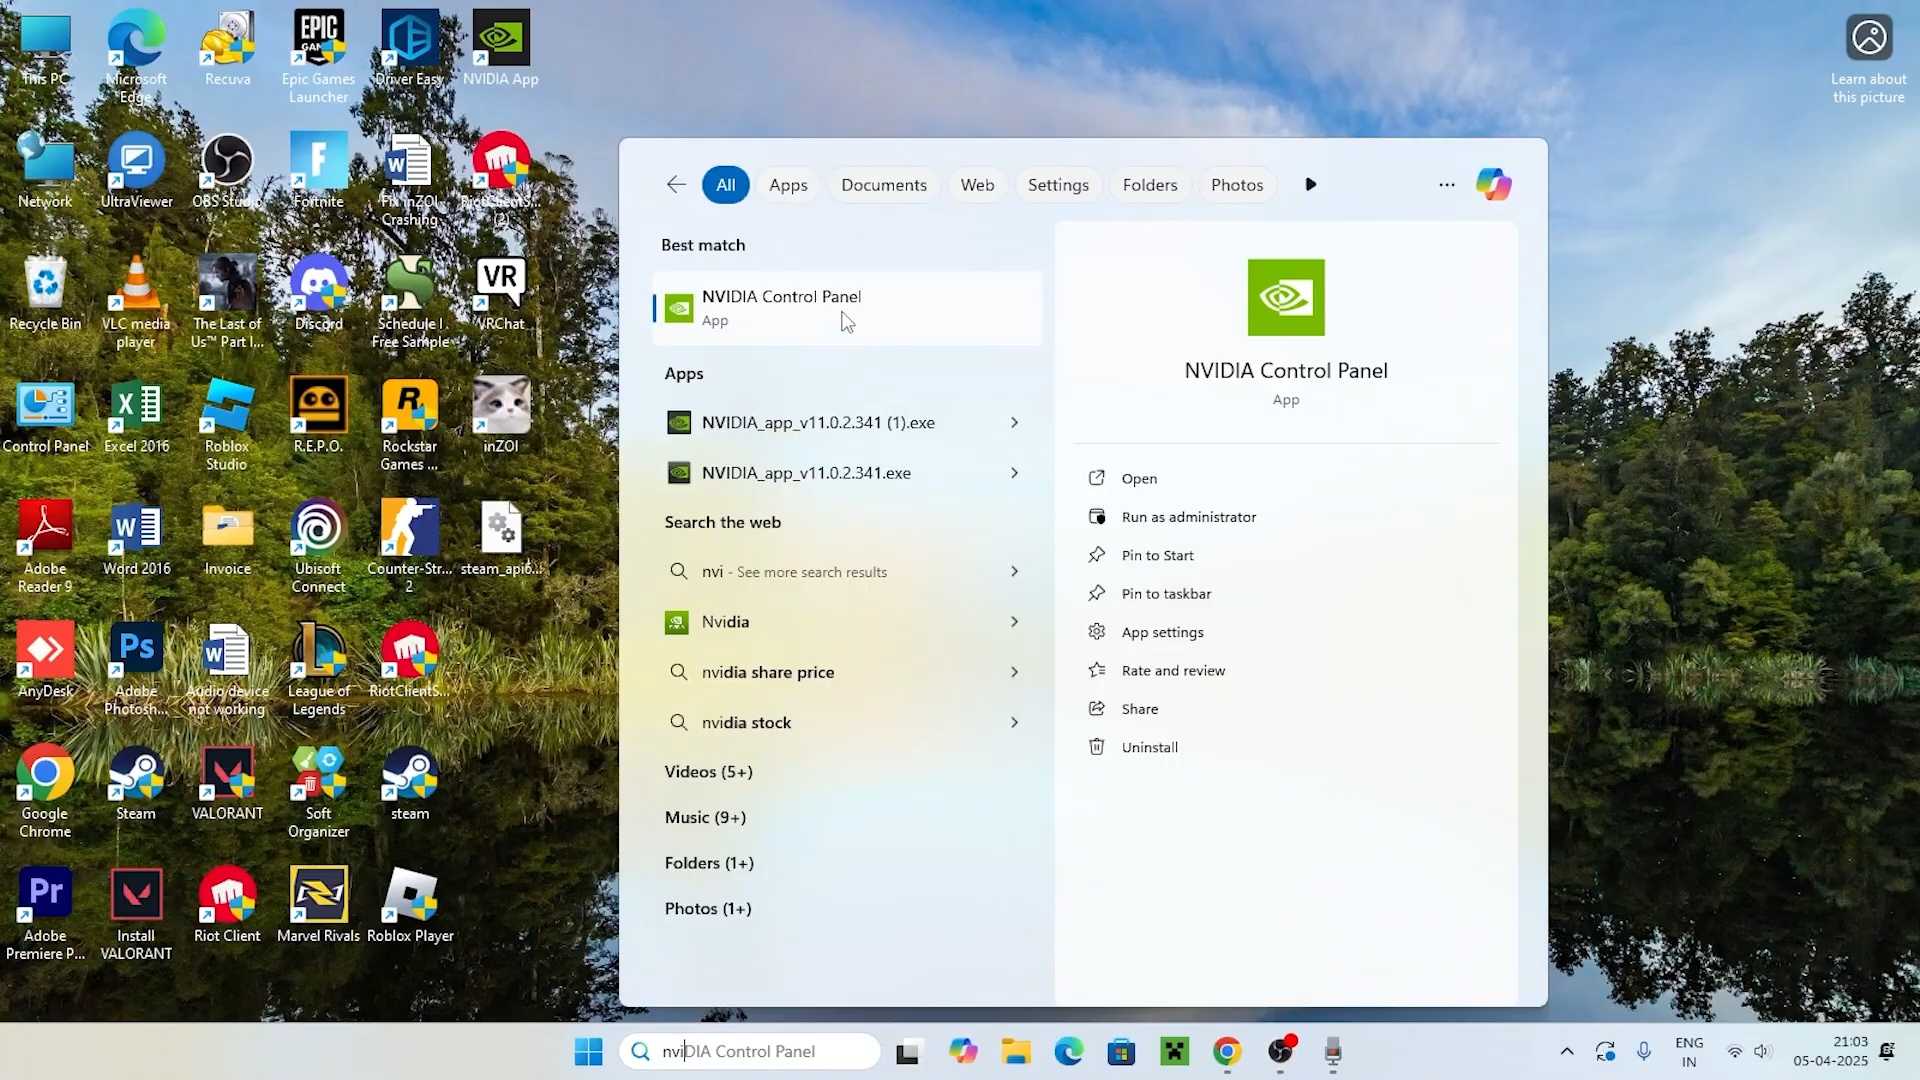 This PC
Microsoft
Edge
Recuva
EPIC
GAMES
Epic Games
Launcher
Driver Easy
NVIDIA App
Learn about
this picture
Network
UltraViewer
OBS Studio
Fortnite
Fix inZOI
Crashing
RiotClientS...
(2)
Recycle Bin
VLC media
player
The Last of
Us™ Part I...
Discord
Schedule I
Free Sample
VR
VRChat
Control Panel
Excel 2016
Roblox
Studio
R.E.P.O.
Rockstar
Games ...
inZOI
Adobe
Reader 9
Word 2016
Invoice
Ubisoft
Connect
Counter-Str...
2
steam_api6...
AnyDesk
Ps
Adobe
Photosh...
Audio device
not working
League of
Legends
RiotClientS...
Google
Chrome
Steam
VALORANT
Soft
Organizer
steam
Pr
Adobe
Premiere P...
Install
VALORANT
Riot Client
Marvel Rivals
Roblox Player
All
Apps
Documents
Web
Settings
Folders
Photos
Best match
NVIDIA Control Panel
App
Apps
NVIDIA_app_v11.0.2.341 (1).exe
NVIDIA_app_v11.0.2.341.exe
Search the web
nvi - See more search results
Nvidia
nvidia share price
nvidia stock
Videos (5+)
Music (9+)
Folders (1+)
Photos (1+)
NVIDIA Control Panel
App
Open
Run as administrator
Pin to Start
Pin to taskbar
App settings
Rate and review
Share
Uninstall
nviDIA Control Panel
ENG
IN
21:03
05-04-2025